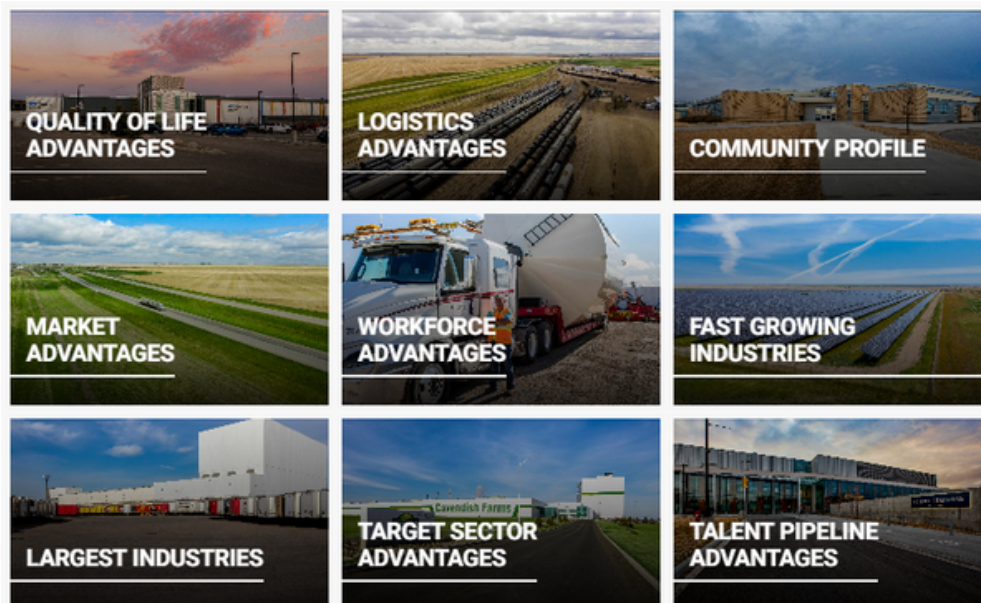 QUALITY OF LIFE
ADVANTAGES
LOGISTICS
ADVANTAGES
COMMUNITY PROFILE
MARKET
ADVANTAGES
WORKFORCE
ADVANTAGES
FAST GROWING
INDUSTRIES
LARGEST INDUSTRIES
Cavendish Farms
TARGET SECTOR
ADVANTAGES
TALENT PIPELINE
ADVANTAGES